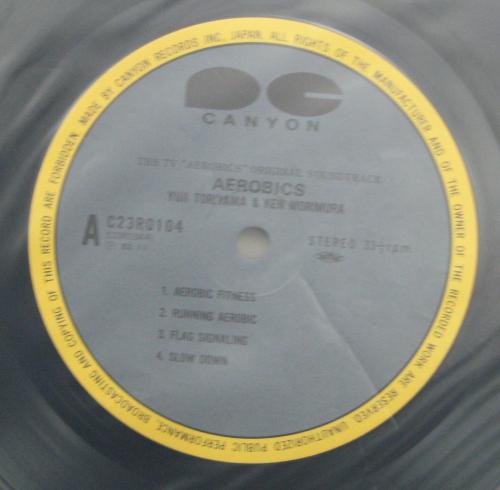 CANYON
TBS TV "AEROBICS" ORIGINAL SOUNDTRACK
AEROBICS
YUJI TORIYAMA & KEN MORIMURA
A
C23R0104
STEREO 33⅓rpm
1. AEROBIC FITNESS
2. RUNNING AEROBIC
3. FLAG SIGNALING
4. SLOW DOWN
MADE BY CANYON RECORDS INC., JAPAN. ALL RIGHTS OF THE MANUFACTURER AND OF THE OWNER OF THE RECORDED WORK ARE RESERVED. UNAUTHORIZED PUBLIC PERFORMANCE, BROADCASTING AND COPYING OF THIS RECORD ARE FORBIDDEN.